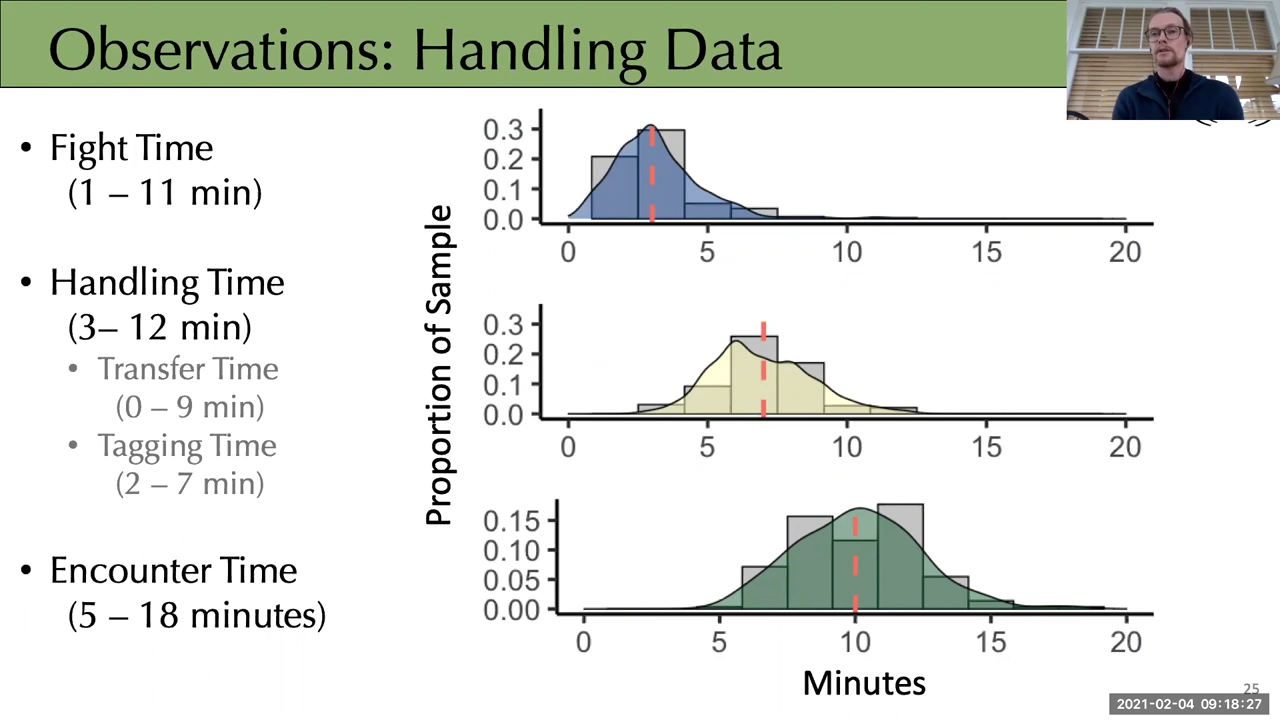 Observations: Handling Data
• Fight Time
(1 – 11 min)
• Handling Time
(3– 12 min)
• Transfer Time
(0 – 9 min)
• Tagging Time
(2 – 7 min)
• Encounter Time
(5 – 18 minutes)
Proportion of Sample
0.3
0.2
0.1
0.0
0 5 10 15 20
0.3
0.2
0.1
0.0
0 5 10 15 20
0.15
0.10
0.05
0.00
0 5 10 15 20
Minutes
25
2021-02-04 09:18:27